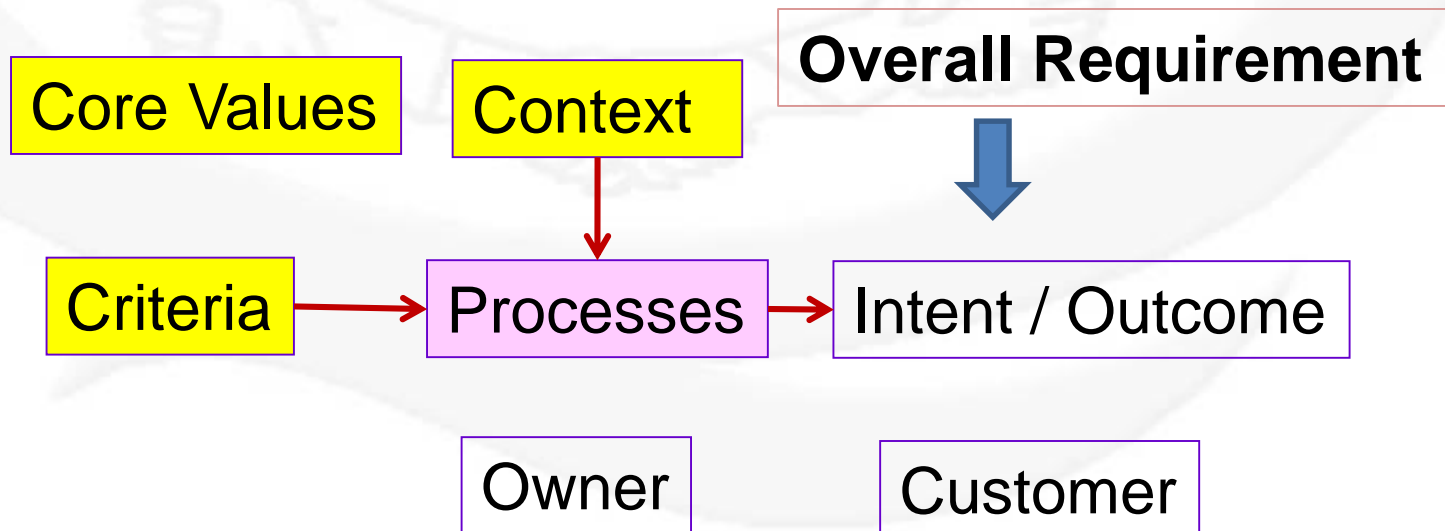 Overall Requirement
Core Values
Context
Criteria
Processes
Intent / Outcome
Owner
Customer